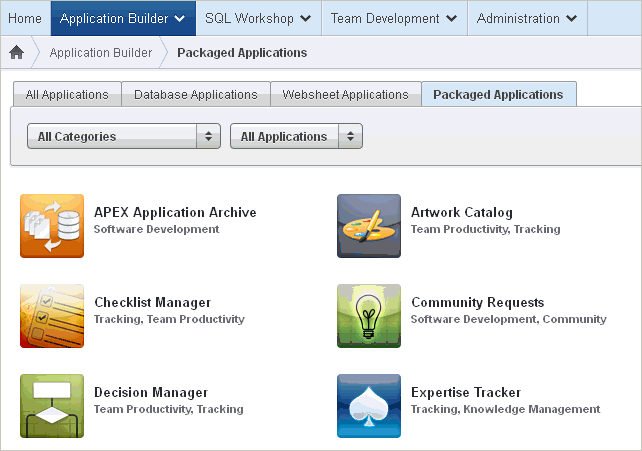 Home Application Builder SQL Workshop Team Development Administration
Application Builder Packaged Applications
All Applications Database Applications Websheet Applications Packaged Applications
All Categories All Applications
APEX Application Archive
Software Development
Artwork Catalog
Team Productivity, Tracking
Checklist Manager
Tracking, Team Productivity
Community Requests
Software Development, Community
Decision Manager
Team Productivity, Tracking
Expertise Tracker
Tracking, Knowledge Management